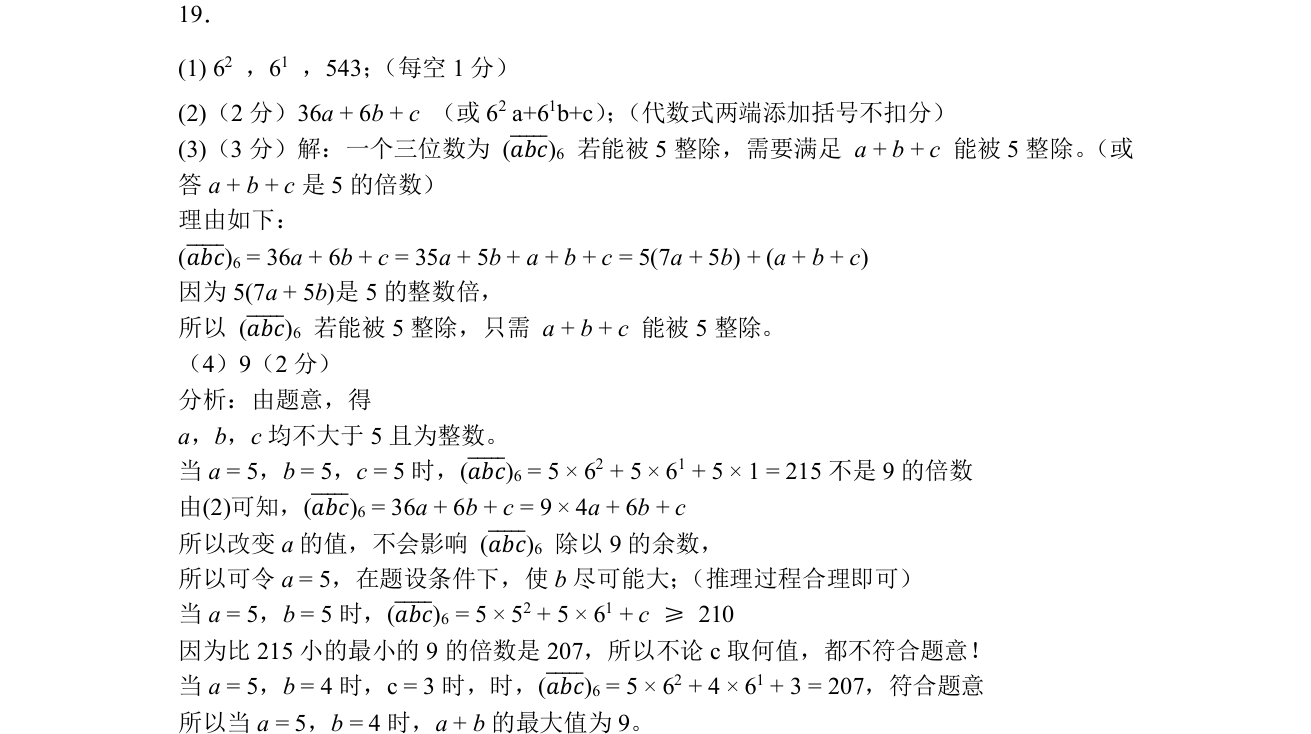 19.
(1) 6² ，6¹ ，543；（每空 1 分）
(2)（2 分）36a + 6b + c （或 6² a+6¹b+c）；（代数式两端添加括号不扣分）
(3)（3 分）解：一个三位数为 (a̅b̅c̅)₆ 若能被 5 整除，需要满足 a + b + c 能被 5 整除。（或
答 a + b + c 是 5 的倍数）
理由如下：
(a̅b̅c̅)₆ = 36a + 6b + c = 35a + 5b + a + b + c = 5(7a + 5b) + (a + b + c)
因为 5(7a + 5b)是 5 的整数倍，
所以 (a̅b̅c̅)₆ 若能被 5 整除，只需 a + b + c 能被 5 整除。
（4）9（2 分）
分析：由题意，得
a，b，c 均不大于 5 且为整数。
当 a = 5，b = 5，c = 5 时，(a̅b̅c̅)₆ = 5 × 6² + 5 × 6¹ + 5 × 1 = 215 不是 9 的倍数
由(2)可知，(a̅b̅c̅)₆ = 36a + 6b + c = 9 × 4a + 6b + c
所以改变 a 的值，不会影响 (a̅b̅c̅)₆ 除以 9 的余数，
所以可令 a = 5，在题设条件下，使 b 尽可能大；（推理过程合理即可）
当 a = 5，b = 5 时，(a̅b̅c̅)₆ = 5 × 5² + 5 × 6¹ + c ⩾ 210
因为比 215 小的最小的 9 的倍数是 207，所以不论 c 取何值，都不符合题意！
当 a = 5，b = 4 时，c = 3 时，时，(a̅b̅c̅)₆ = 5 × 6² + 4 × 6¹ + 3 = 207，符合题意
所以当 a = 5，b = 4 时，a + b 的最大值为 9。